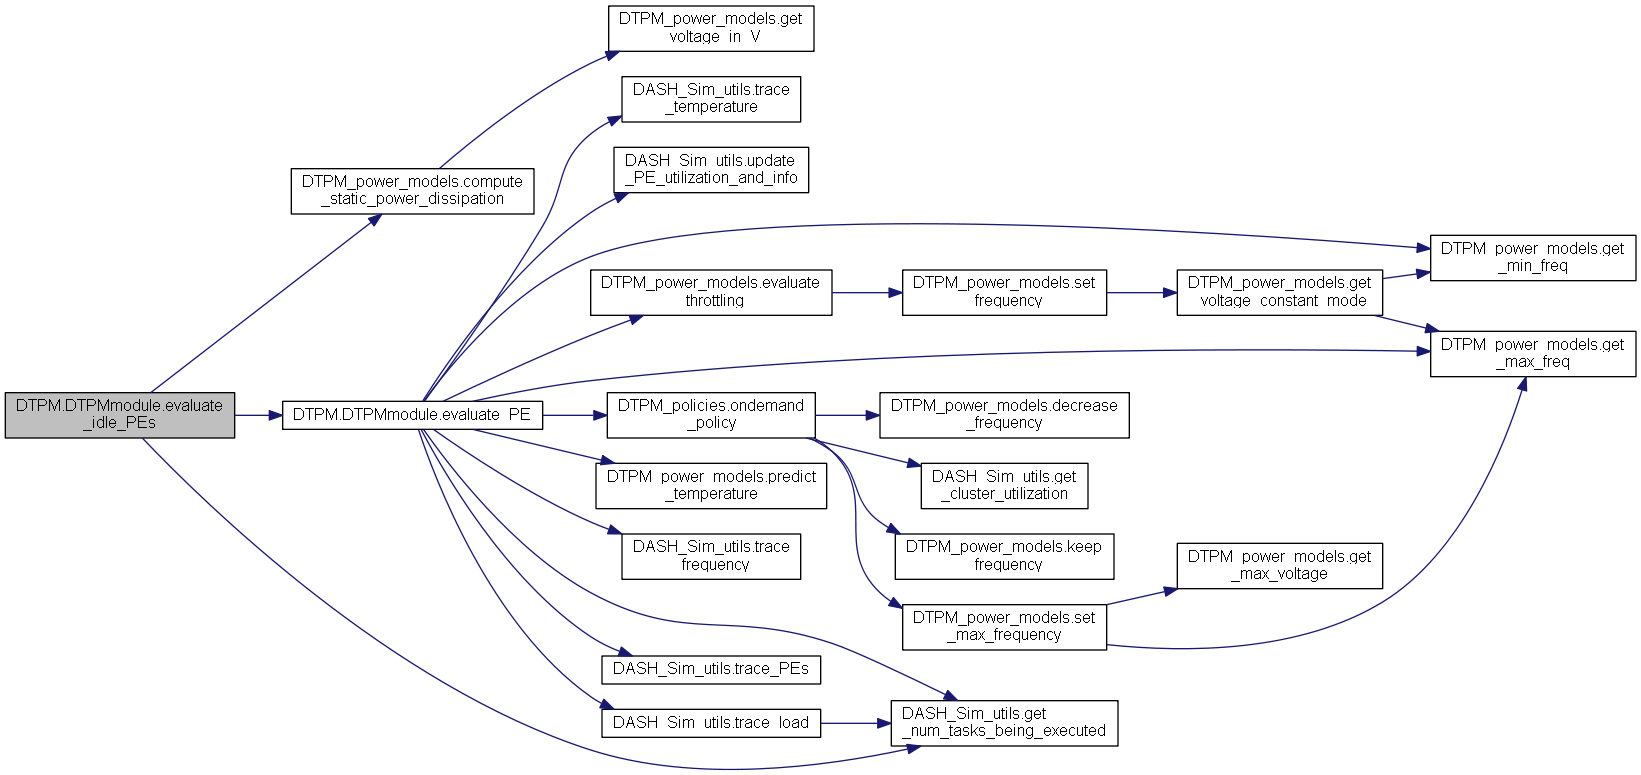 DTPM_power_models.get
_voltage_in_V
DASH_Sim_utils.trace
_temperature
DASH_Sim_utils.update
_PE_utilization_and_info
DTPM_power_models.compute
_static_power_dissipation
DTPM_power_models.get
_min_freq
DTPM_power_models.evaluate
_throttling
DTPM_power_models.set
_frequency
DTPM_power_models.get
_voltage_constant_mode
DTPM_power_models.get
_max_freq
DTPM.DTPMmodule.evaluate
_idle_PEs
DTPM.DTPMmodule.evaluate_PE
DTPM_policies.ondemand
_policy
DTPM_power_models.decrease
_frequency
DTPM_power_models.predict
_temperature
DASH_Sim_utils.get
_cluster_utilization
DASH_Sim_utils.trace
_frequency
DTPM_power_models.keep
_frequency
DTPM_power_models.get
_max_voltage
DTPM_power_models.set
_max_frequency
DASH_Sim_utils.trace_PEs
DASH_Sim_utils.trace_load
DASH_Sim_utils.get
_num_tasks_being_executed